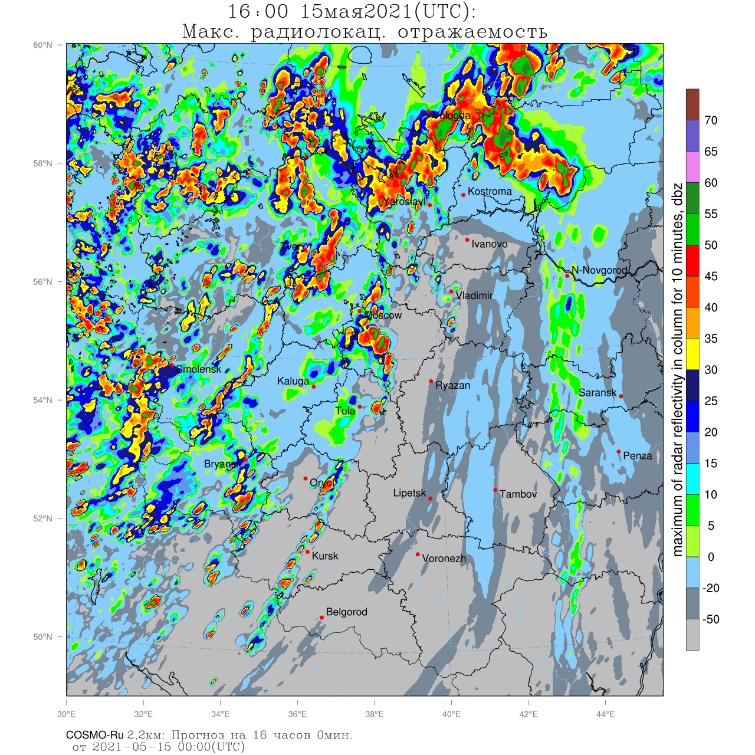 16:00 15мая2021(UTC):
Макс. радиолокац. отражаемость
60°N
58°N
56°N
54°N
52°N
50°N
30°E 32°E 34°E 36°E 38°E 40°E 42°E 44°E
Vologda
Yaroslavl
Kostroma
Ivanovo
N-Novgorod
Vladimir
Moscow
Smolensk
Kaluga
Ryazan
Saransk
Tula
Penza
Bryansk
Oryol
Lipetsk
Tambov
Kursk
Voronezh
Belgorod
maximum of radar reflectivity in column for 10 minutes, dbz
70
65
60
55
50
45
40
35
30
25
20
15
10
5
0
-20
-50
COSMO-Ru 2,2км: Прогноз на 16 часов 0мин.
от 2021-05-15 00:00(UTC)